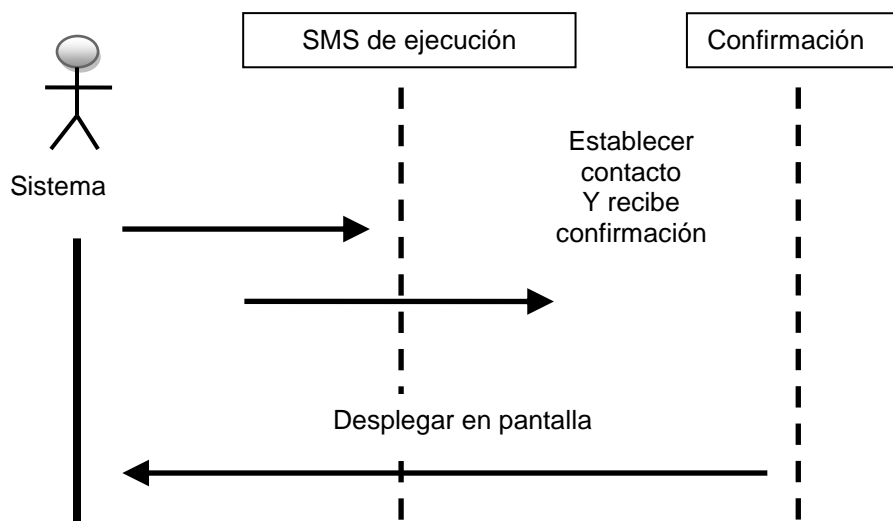 SMS de ejecución
Confirmación
Sistema
Establecer
contacto
Y recibe
confirmación
Desplegar en pantalla